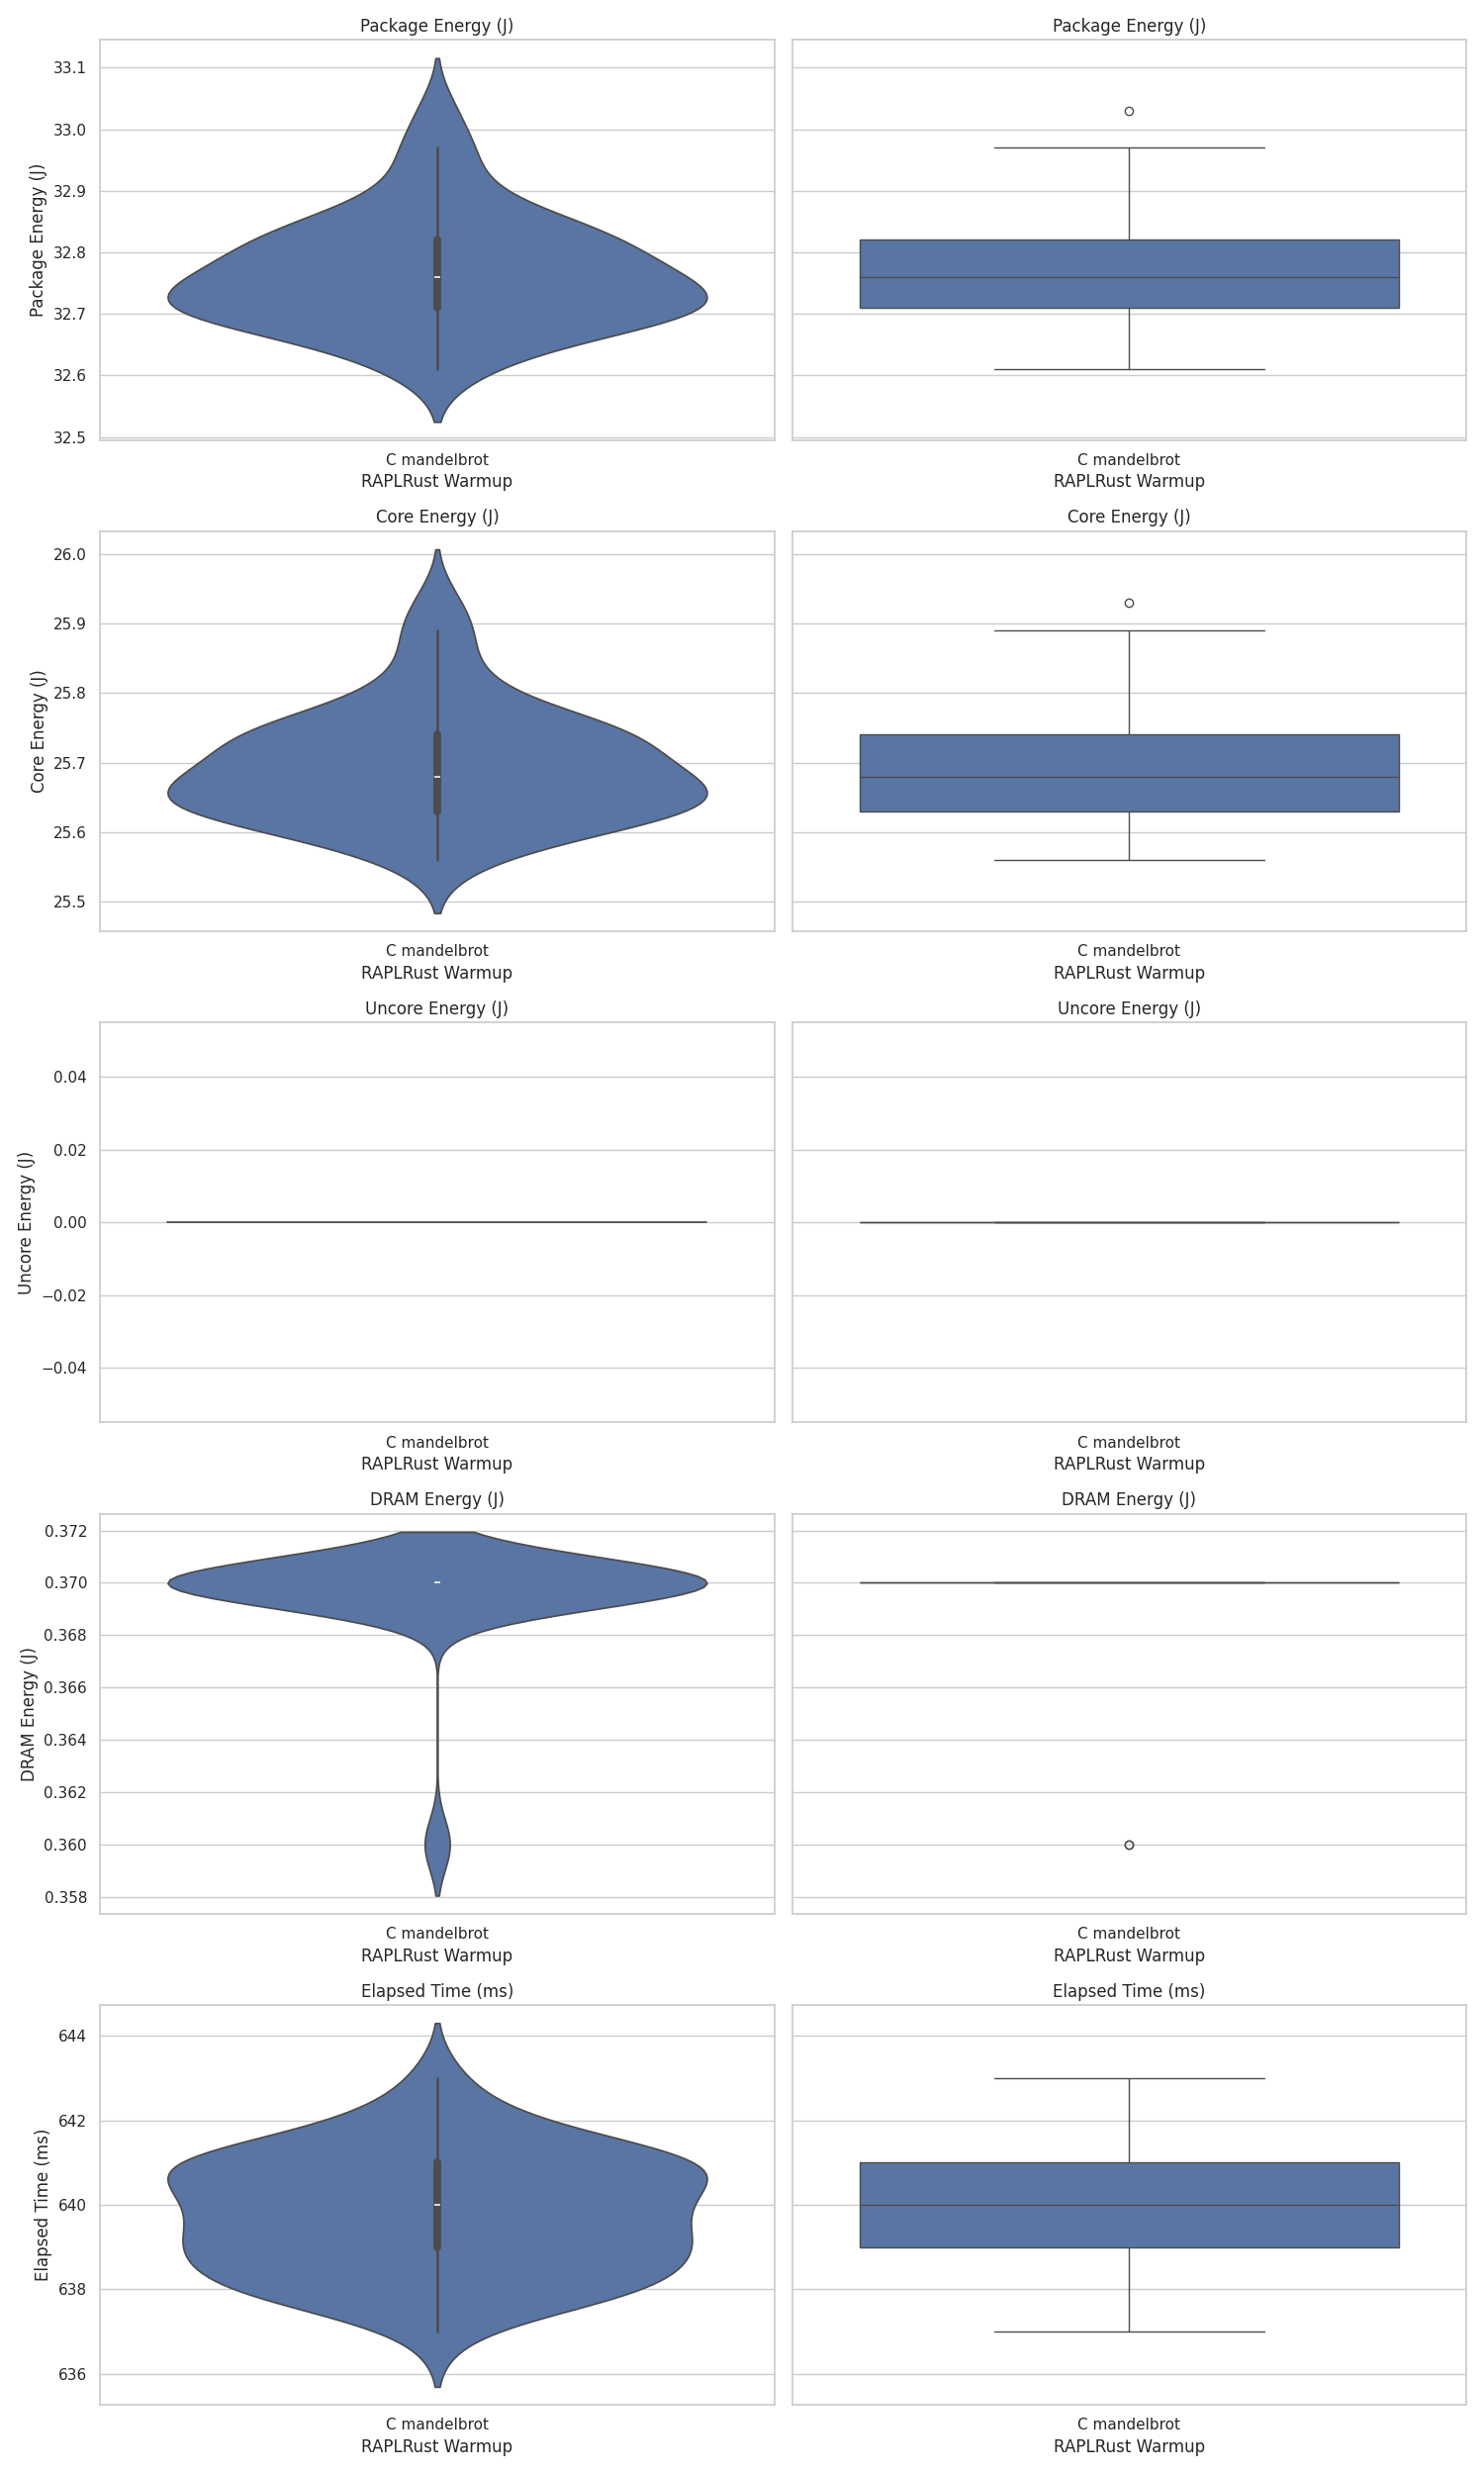 Package Energy (J)
Package Energy (J)
Package Energy (J)
33.1
33.0
32.9
32.8
32.7
32.6
32.5
C mandelbrot
C mandelbrot
RAPLRust Warmup
RAPLRust Warmup
Core Energy (J)
Core Energy (J)
Core Energy (J)
26.0
25.9
25.8
25.7
25.6
25.5
C mandelbrot
C mandelbrot
RAPLRust Warmup
RAPLRust Warmup
Uncore Energy (J)
Uncore Energy (J)
Uncore Energy (J)
0.04
0.02
0.00
−0.02
−0.04
C mandelbrot
C mandelbrot
RAPLRust Warmup
RAPLRust Warmup
DRAM Energy (J)
DRAM Energy (J)
DRAM Energy (J)
0.372
0.370
0.368
0.366
0.364
0.362
0.360
0.358
C mandelbrot
C mandelbrot
RAPLRust Warmup
RAPLRust Warmup
Elapsed Time (ms)
Elapsed Time (ms)
Elapsed Time (ms)
644
642
640
638
636
C mandelbrot
C mandelbrot
RAPLRust Warmup
RAPLRust Warmup